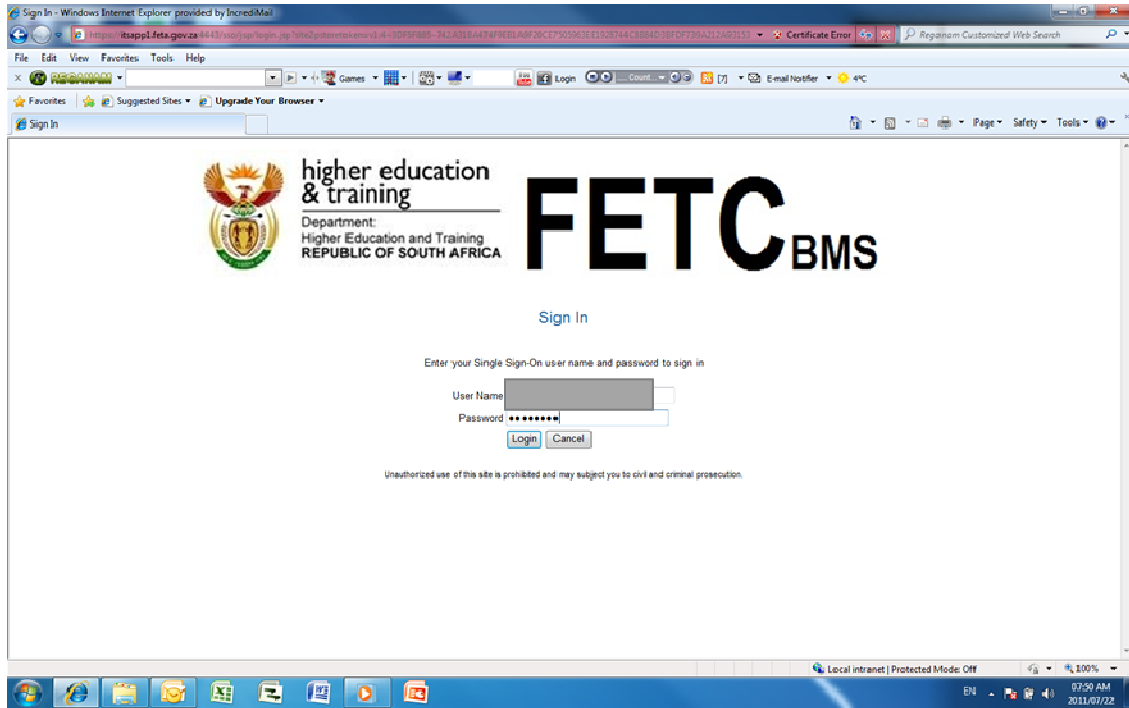 Sign In - Windows Internet Explorer provided by IncrediMail
Certificate Error
Reganam Customized Web Search
File Edit View Favorites Tools Help
REGANAM Games Login Count... [7] E-mail Notifier 4°C
Favorites Suggested Sites Upgrade Your Browser
Sign In Page Safety Tools
higher education
& training
Department:
Higher Education and Training
REPUBLIC OF SOUTH AFRICA
FETC BMS
Sign In
Enter your Single Sign-On user name and password to sign in
User Name
Password
Login Cancel
Unauthorized use of this site is prohibited and may subject you to civil and criminal prosecution.
Local intranet | Protected Mode: Off 100%
EN 07:50 AM
2011/07/22